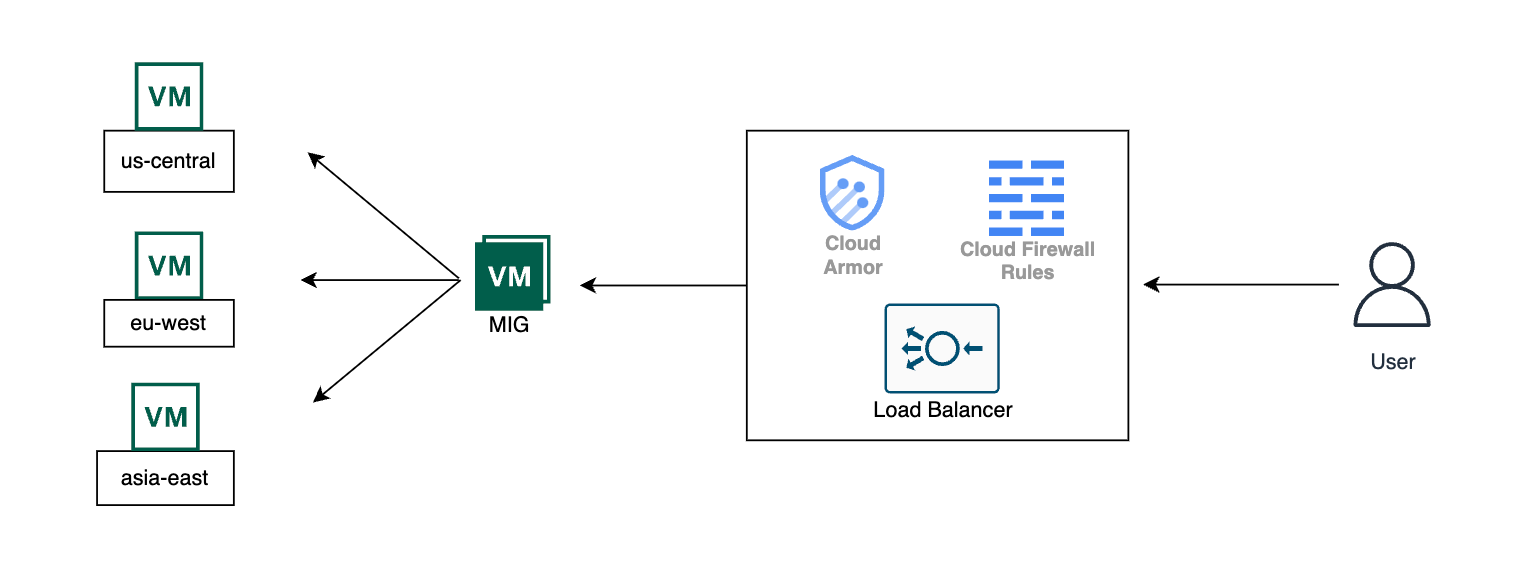 VM
us-central
VM
eu-west
VM
asia-east
VM
MIG
Cloud
Armor
Cloud Firewall
Rules
Load Balancer
User